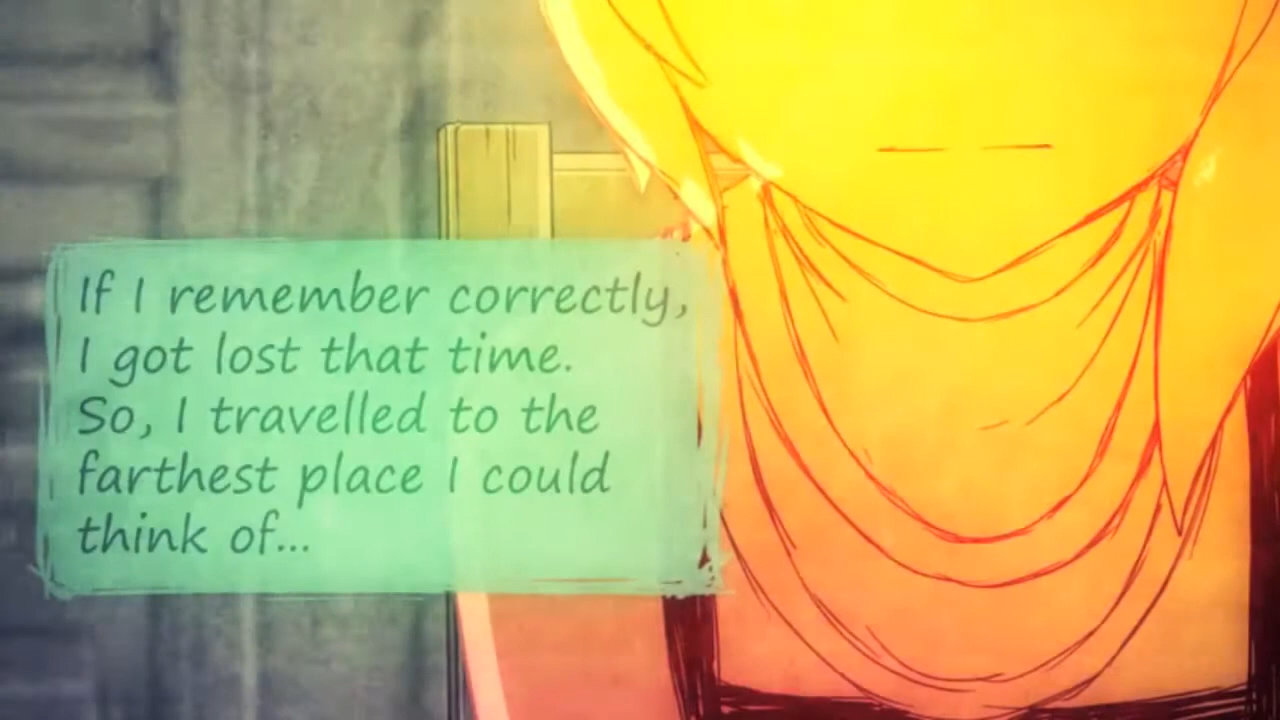 If I remember correctly,
I got lost that time.
So, I travelled to the
farthest place I could
think of...